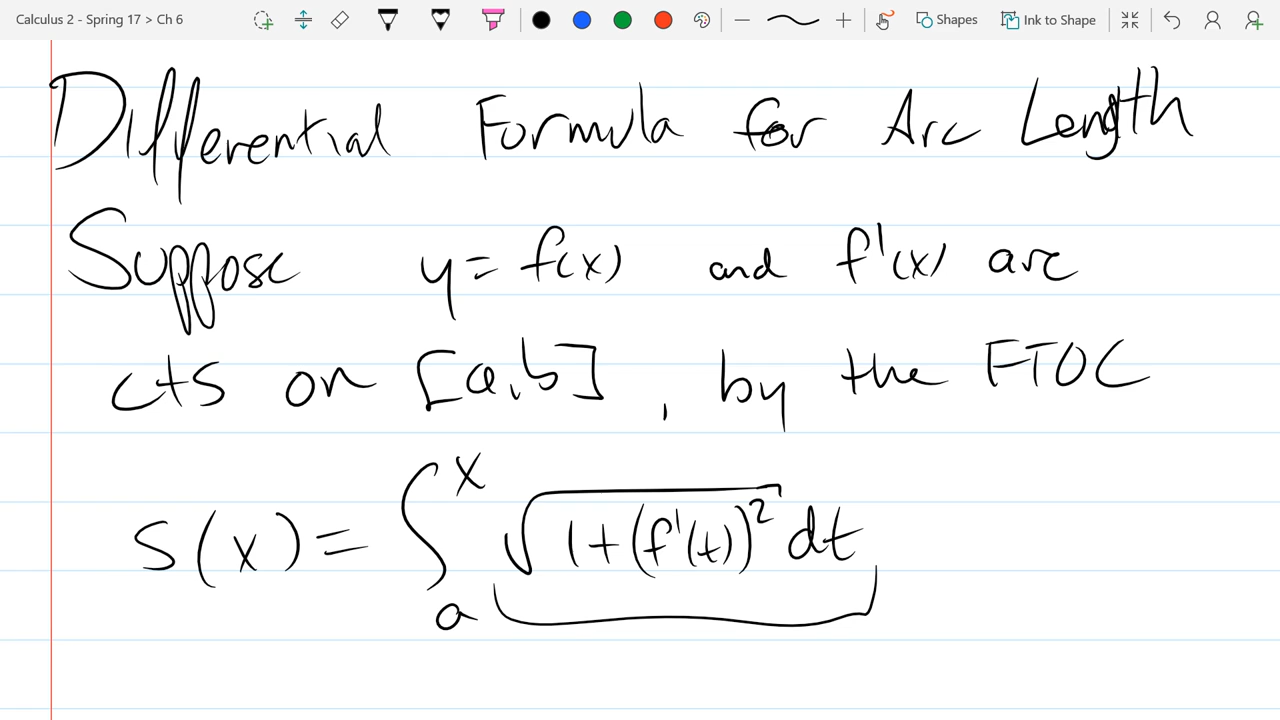 Calculus 2 - Spring 17 > Ch 6
Shapes
Ink to Shape
Differential Formula for Arc Length
Suppose y = f(x) and f'(x) are
cts on [a,b], by the FTOC
S(x) = ∫ₐˣ √(1+(f'(t))²) dt